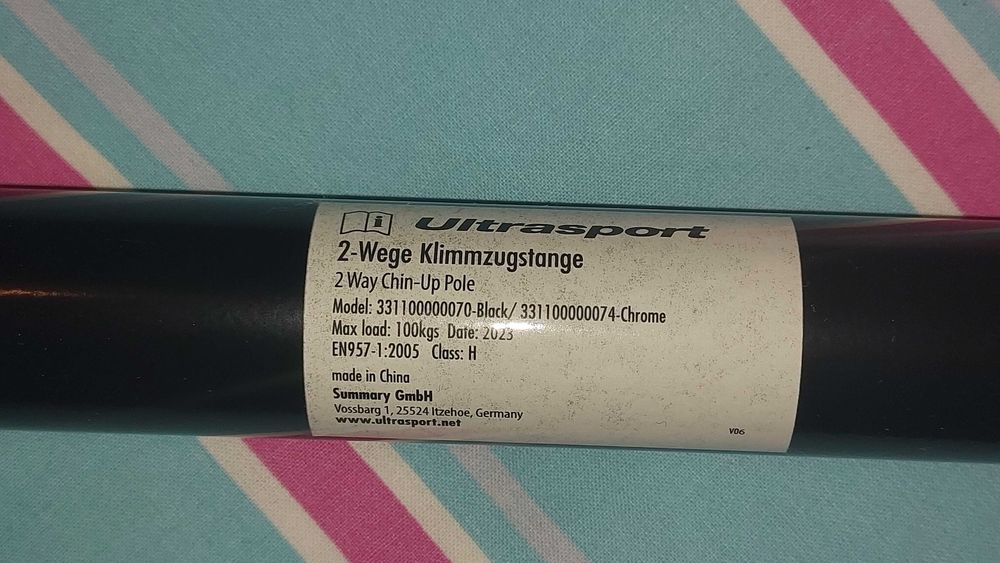 i Ultrasport
2-Wege Klimmzugstange
2 Way Chin-Up Pole
Model: 331100000070-Black/ 331100000074-Chrome
Max load: 100kgs Date: 2023
EN957-1:2005 Class: H
made in China
Summary GmbH
Vossbarg 1, 25524 Itzehoe, Germany
www.ultrasport.net
V06